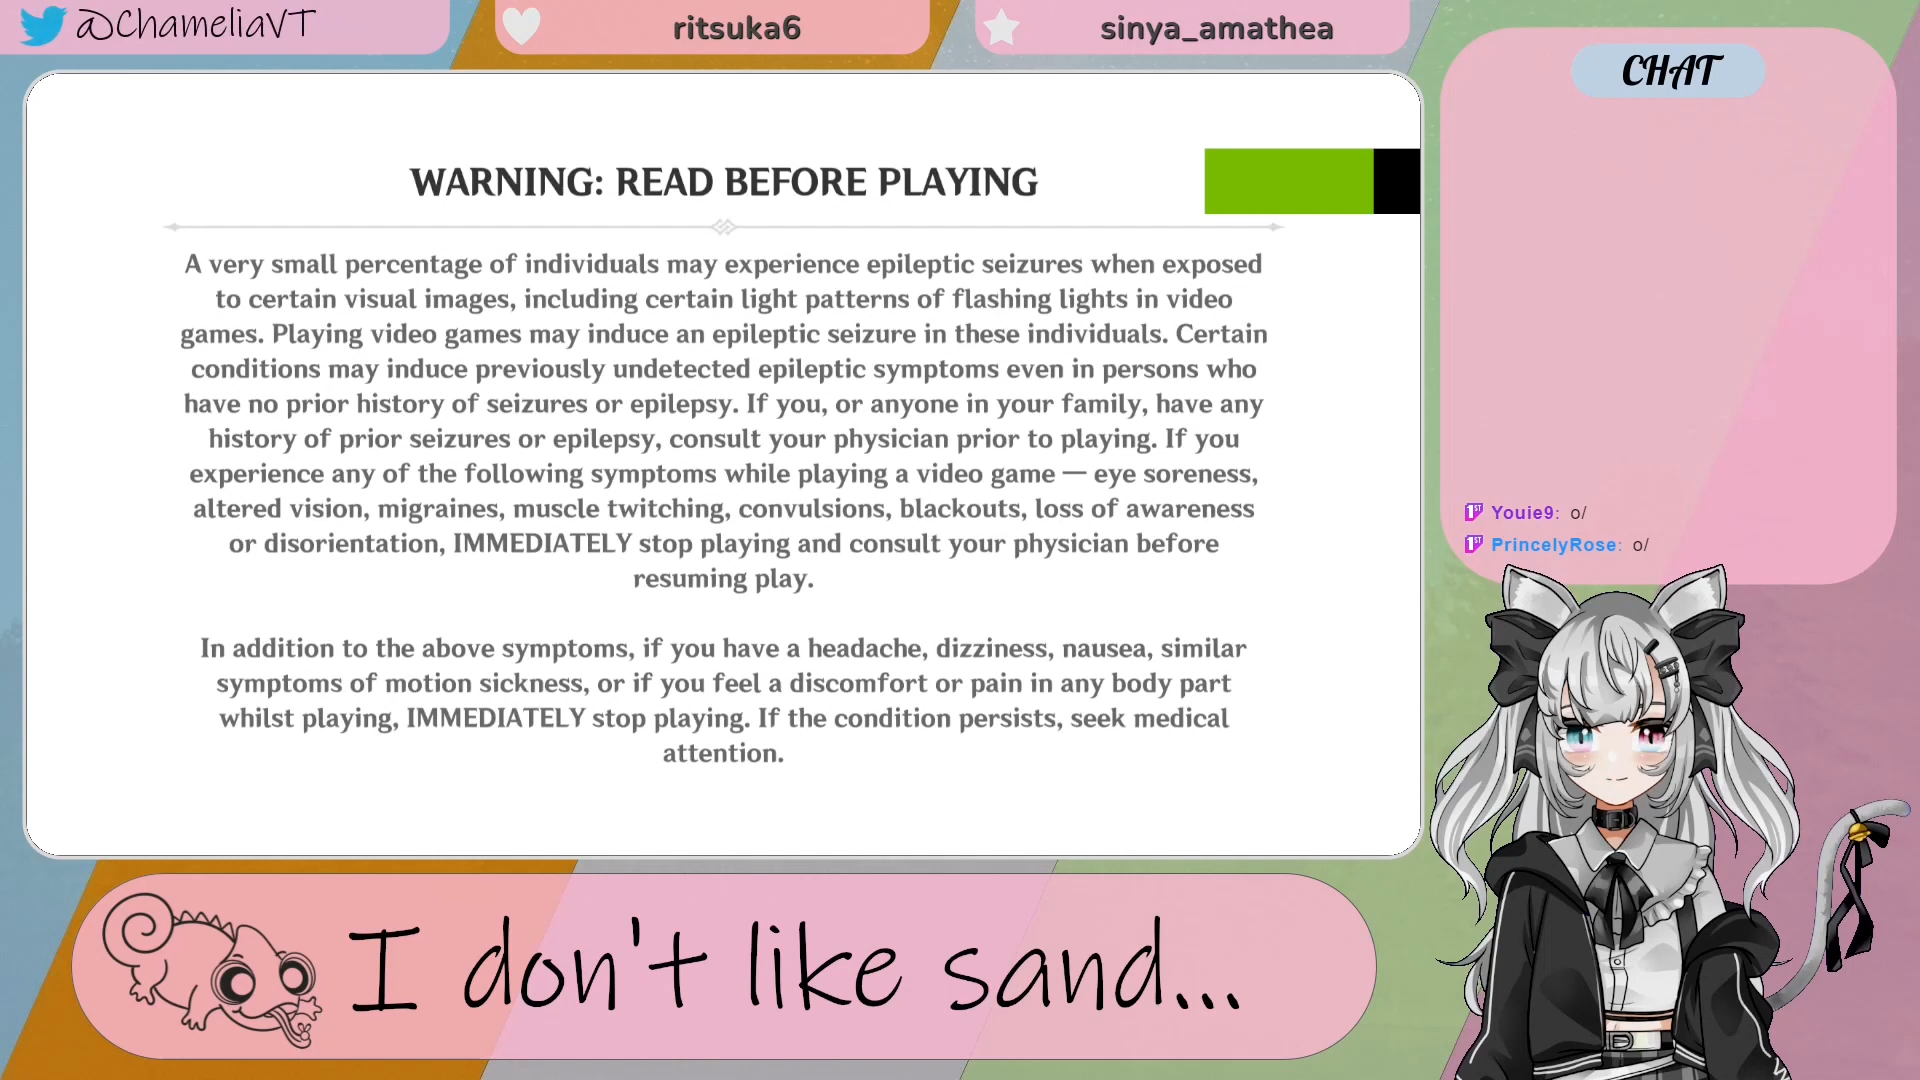 @ChameliaVT
ritsuka6
sinya_amathea
CHAT
WARNING: READ BEFORE PLAYING
A very small percentage of individuals may experience epileptic seizures when exposed
to certain visual images, including certain light patterns of flashing lights in video
games. Playing video games may induce an epileptic seizure in these individuals. Certain
conditions may induce previously undetected epileptic symptoms even in persons who
have no prior history of seizures or epilepsy. If you, or anyone in your family, have any
history of prior seizures or epilepsy, consult your physician prior to playing. If you
experience any of the following symptoms while playing a video game — eye soreness,
altered vision, migraines, muscle twitching, convulsions, blackouts, loss of awareness
or disorientation, IMMEDIATELY stop playing and consult your physician before
resuming play.
In addition to the above symptoms, if you have a headache, dizziness, nausea, similar
symptoms of motion sickness, or if you feel a discomfort or pain in any body part
whilst playing, IMMEDIATELY stop playing. If the condition persists, seek medical
attention.
1ST Youie9: o/
1ST PrincelyRose: o/
I don't like sand...